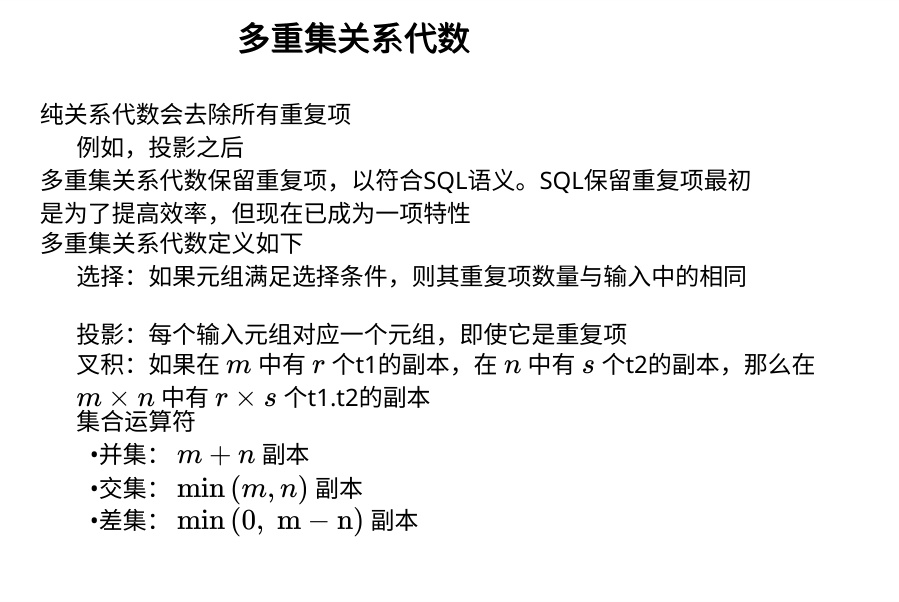 多重集关系代数
纯关系代数会去除所有重复项
例如，投影之后
多重集关系代数保留重复项，以符合SQL语义。SQL保留重复项最初
是为了提高效率，但现在已成为一项特性
多重集关系代数定义如下
选择：如果元组满足选择条件，则其重复项数量与输入中的相同
投影：每个输入元组对应一个元组，即使它是重复项
叉积：如果在 m 中有 r 个t1的副本，在 n 中有 s 个t2的副本，那么在
m × n 中有 r × s 个t1.t2的副本
集合运算符
•并集： m + n 副本
•交集： min (m, n) 副本
•差集： min (0, m − n) 副本